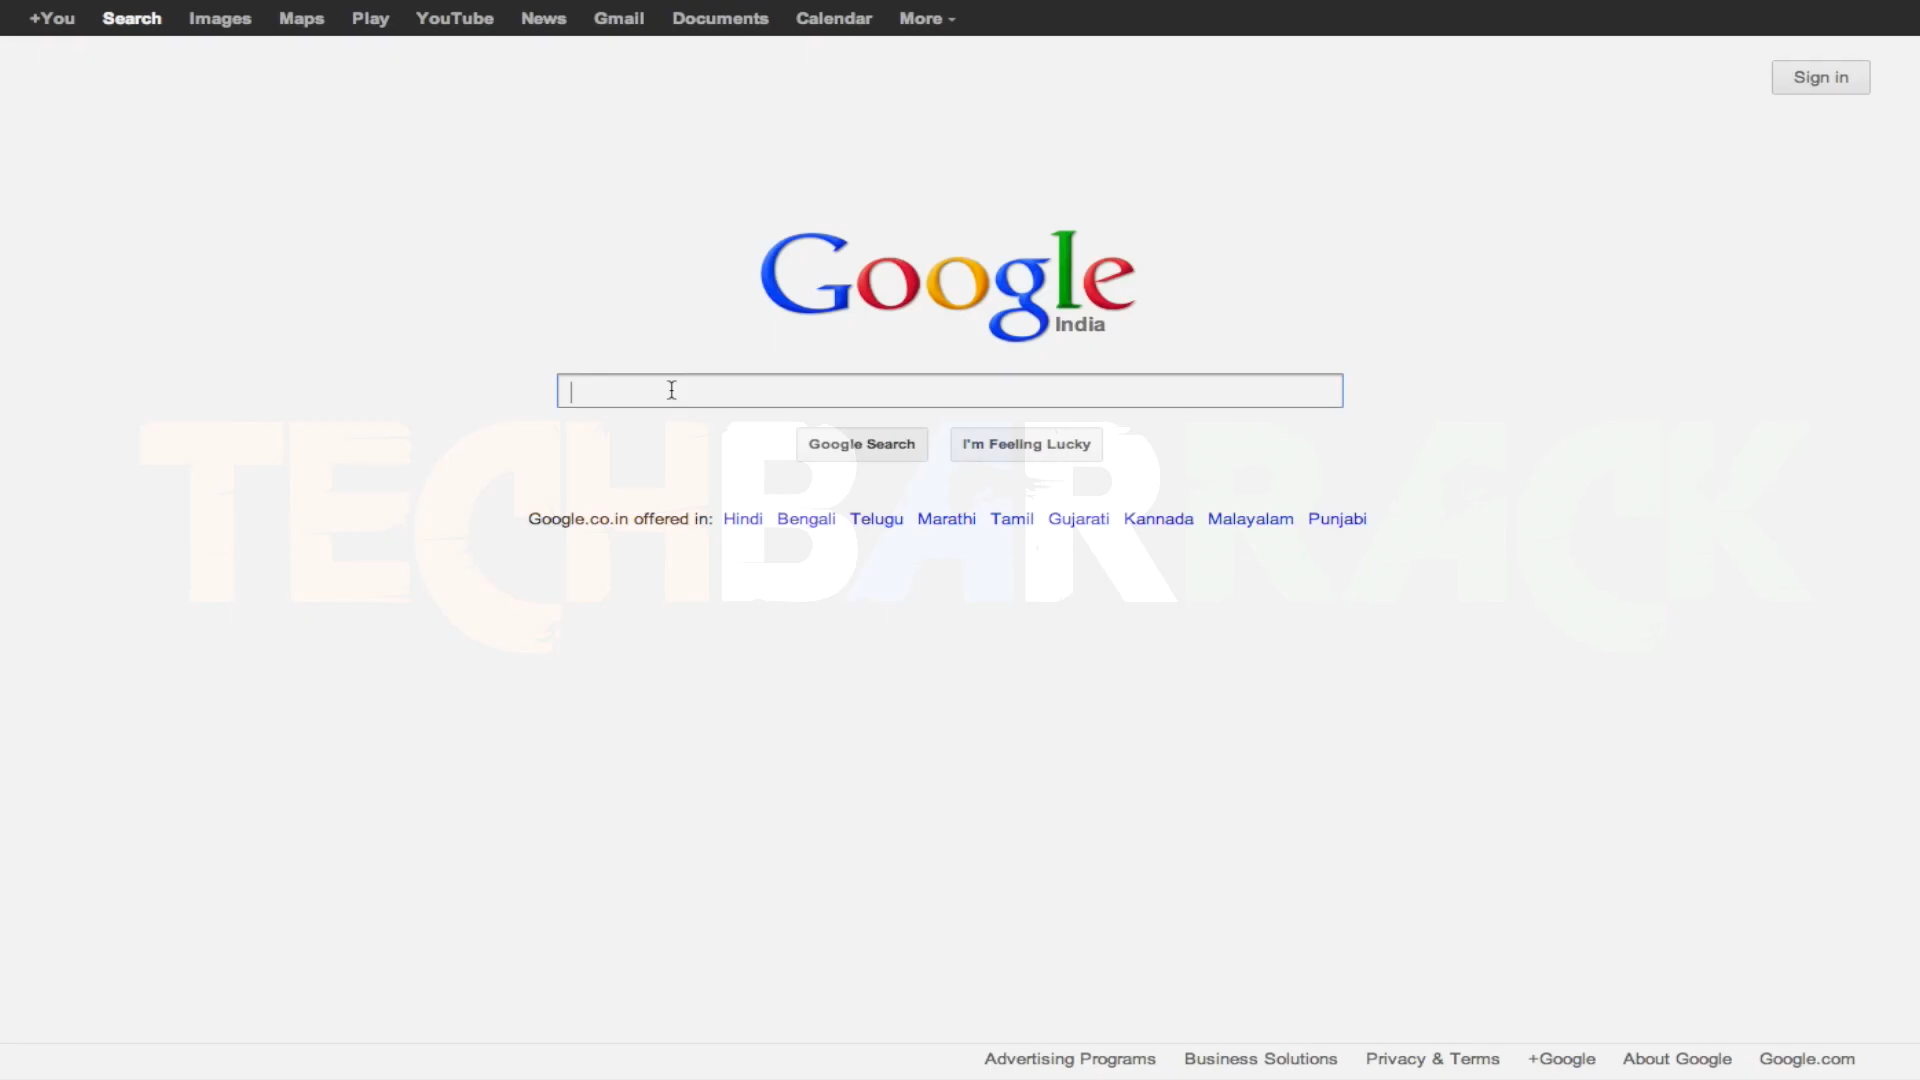 +You Search Images Maps Play YouTube News Gmail Documents Calendar More
Sign in
Google
India
Google Search I'm Feeling Lucky
TECHBARRACK
Google.co.in offered in: Hindi Bengali Telugu Marathi Tamil Gujarati Kannada Malayalam Punjabi
Advertising Programs Business Solutions Privacy & Terms +Google About Google Google.com